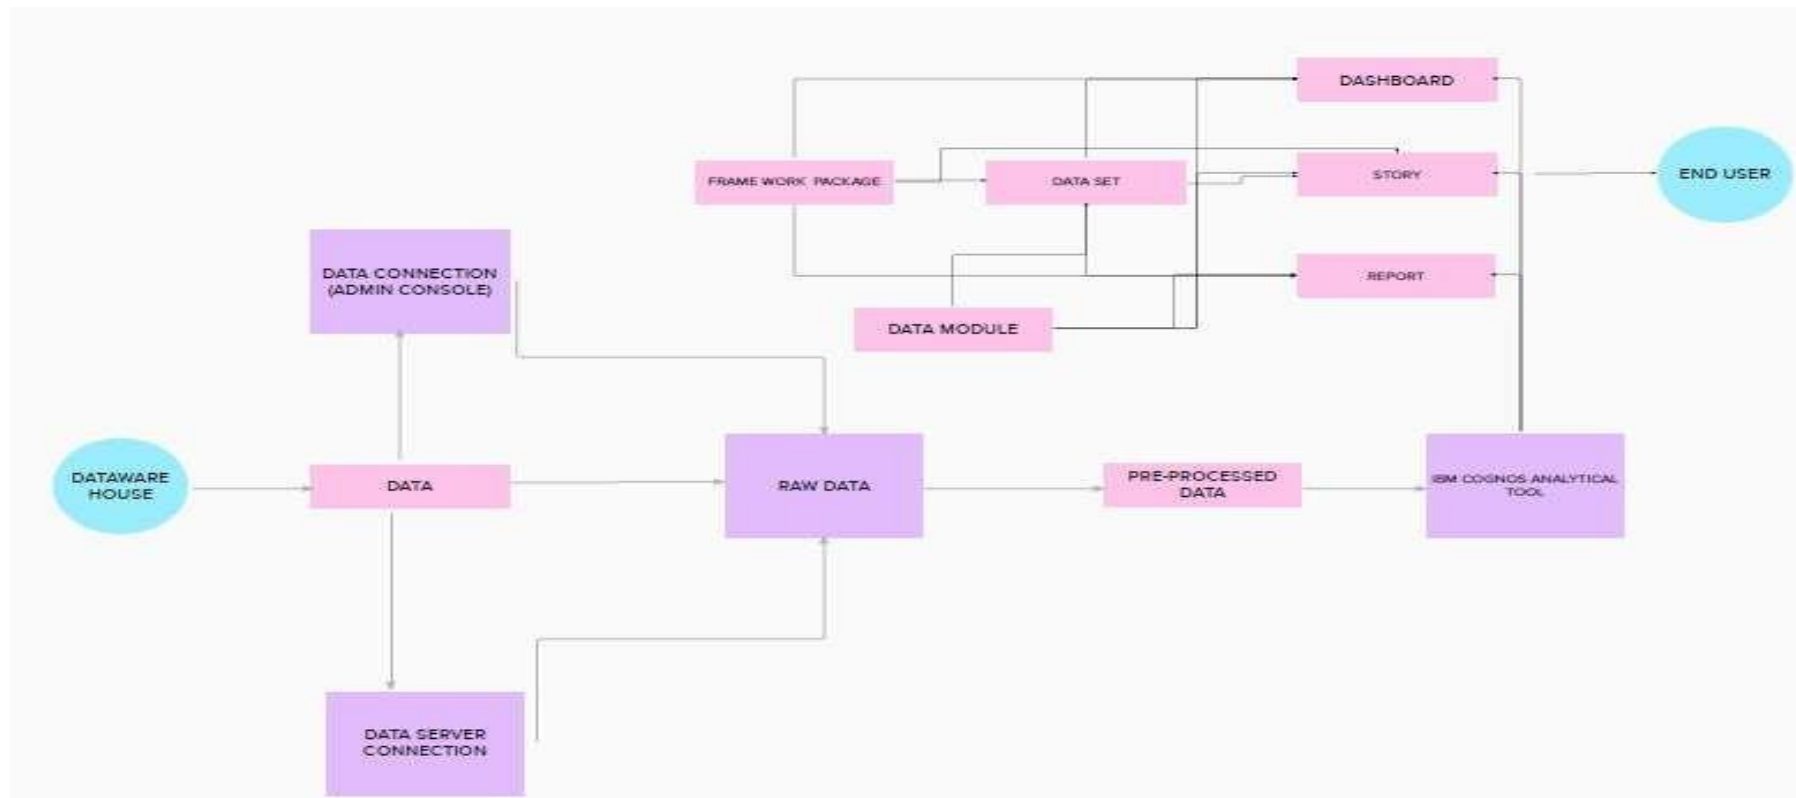 DASHBOARD
FRAME WORK PACKAGE
DATA SET
STORY
END USER
DATA CONNECTION
(ADMIN CONSOLE)
REPORT
DATA MODULE
DATAWARE
HOUSE
DATA
RAW DATA
PRE-PROCESSED
DATA
IBM COGNOS ANALYTICAL
TOOL
DATA SERVER
CONNECTION